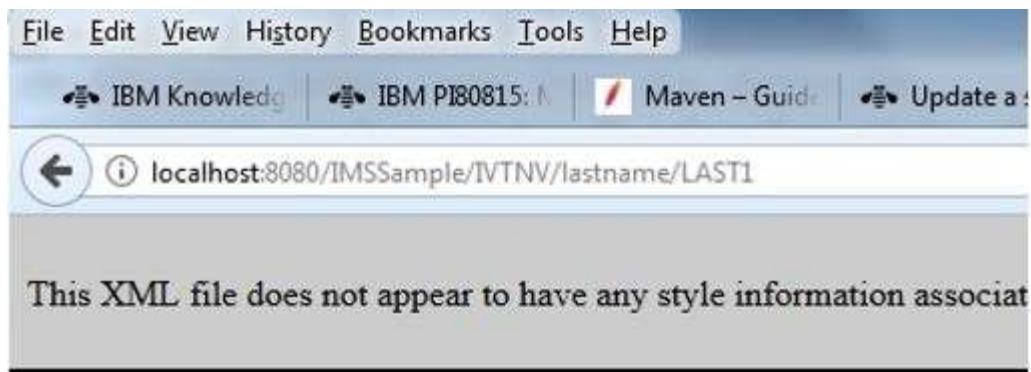 File Edit View History Bookmarks Tools Help
IBM Knowledg IBM PI80815: Maven – Guid Update a
localhost:8080/IMSSample/IVTNV/lastname/LAST1
This XML file does not appear to have any style information associat